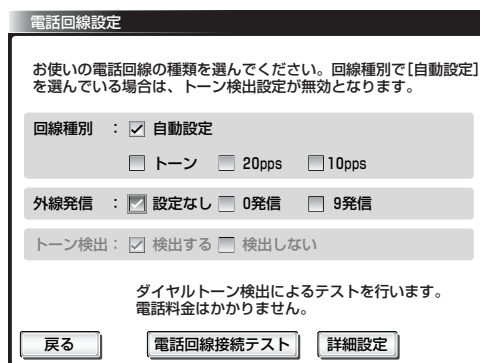 電話回線設定
お使いの電話回線の種類を選んでください。回線種別で[自動設定]
を選んでいる場合は、トーン検出設定が無効となります。
回線種別 : 自動設定
トーン 20pps 10pps
外線発信 : 設定なし 0発信 9発信
トーン検出 : 検出する 検出しない
ダイヤルトーン検出によるテストを行います。
電話料金はかかりません。
戻る 電話回線接続テスト 詳細設定